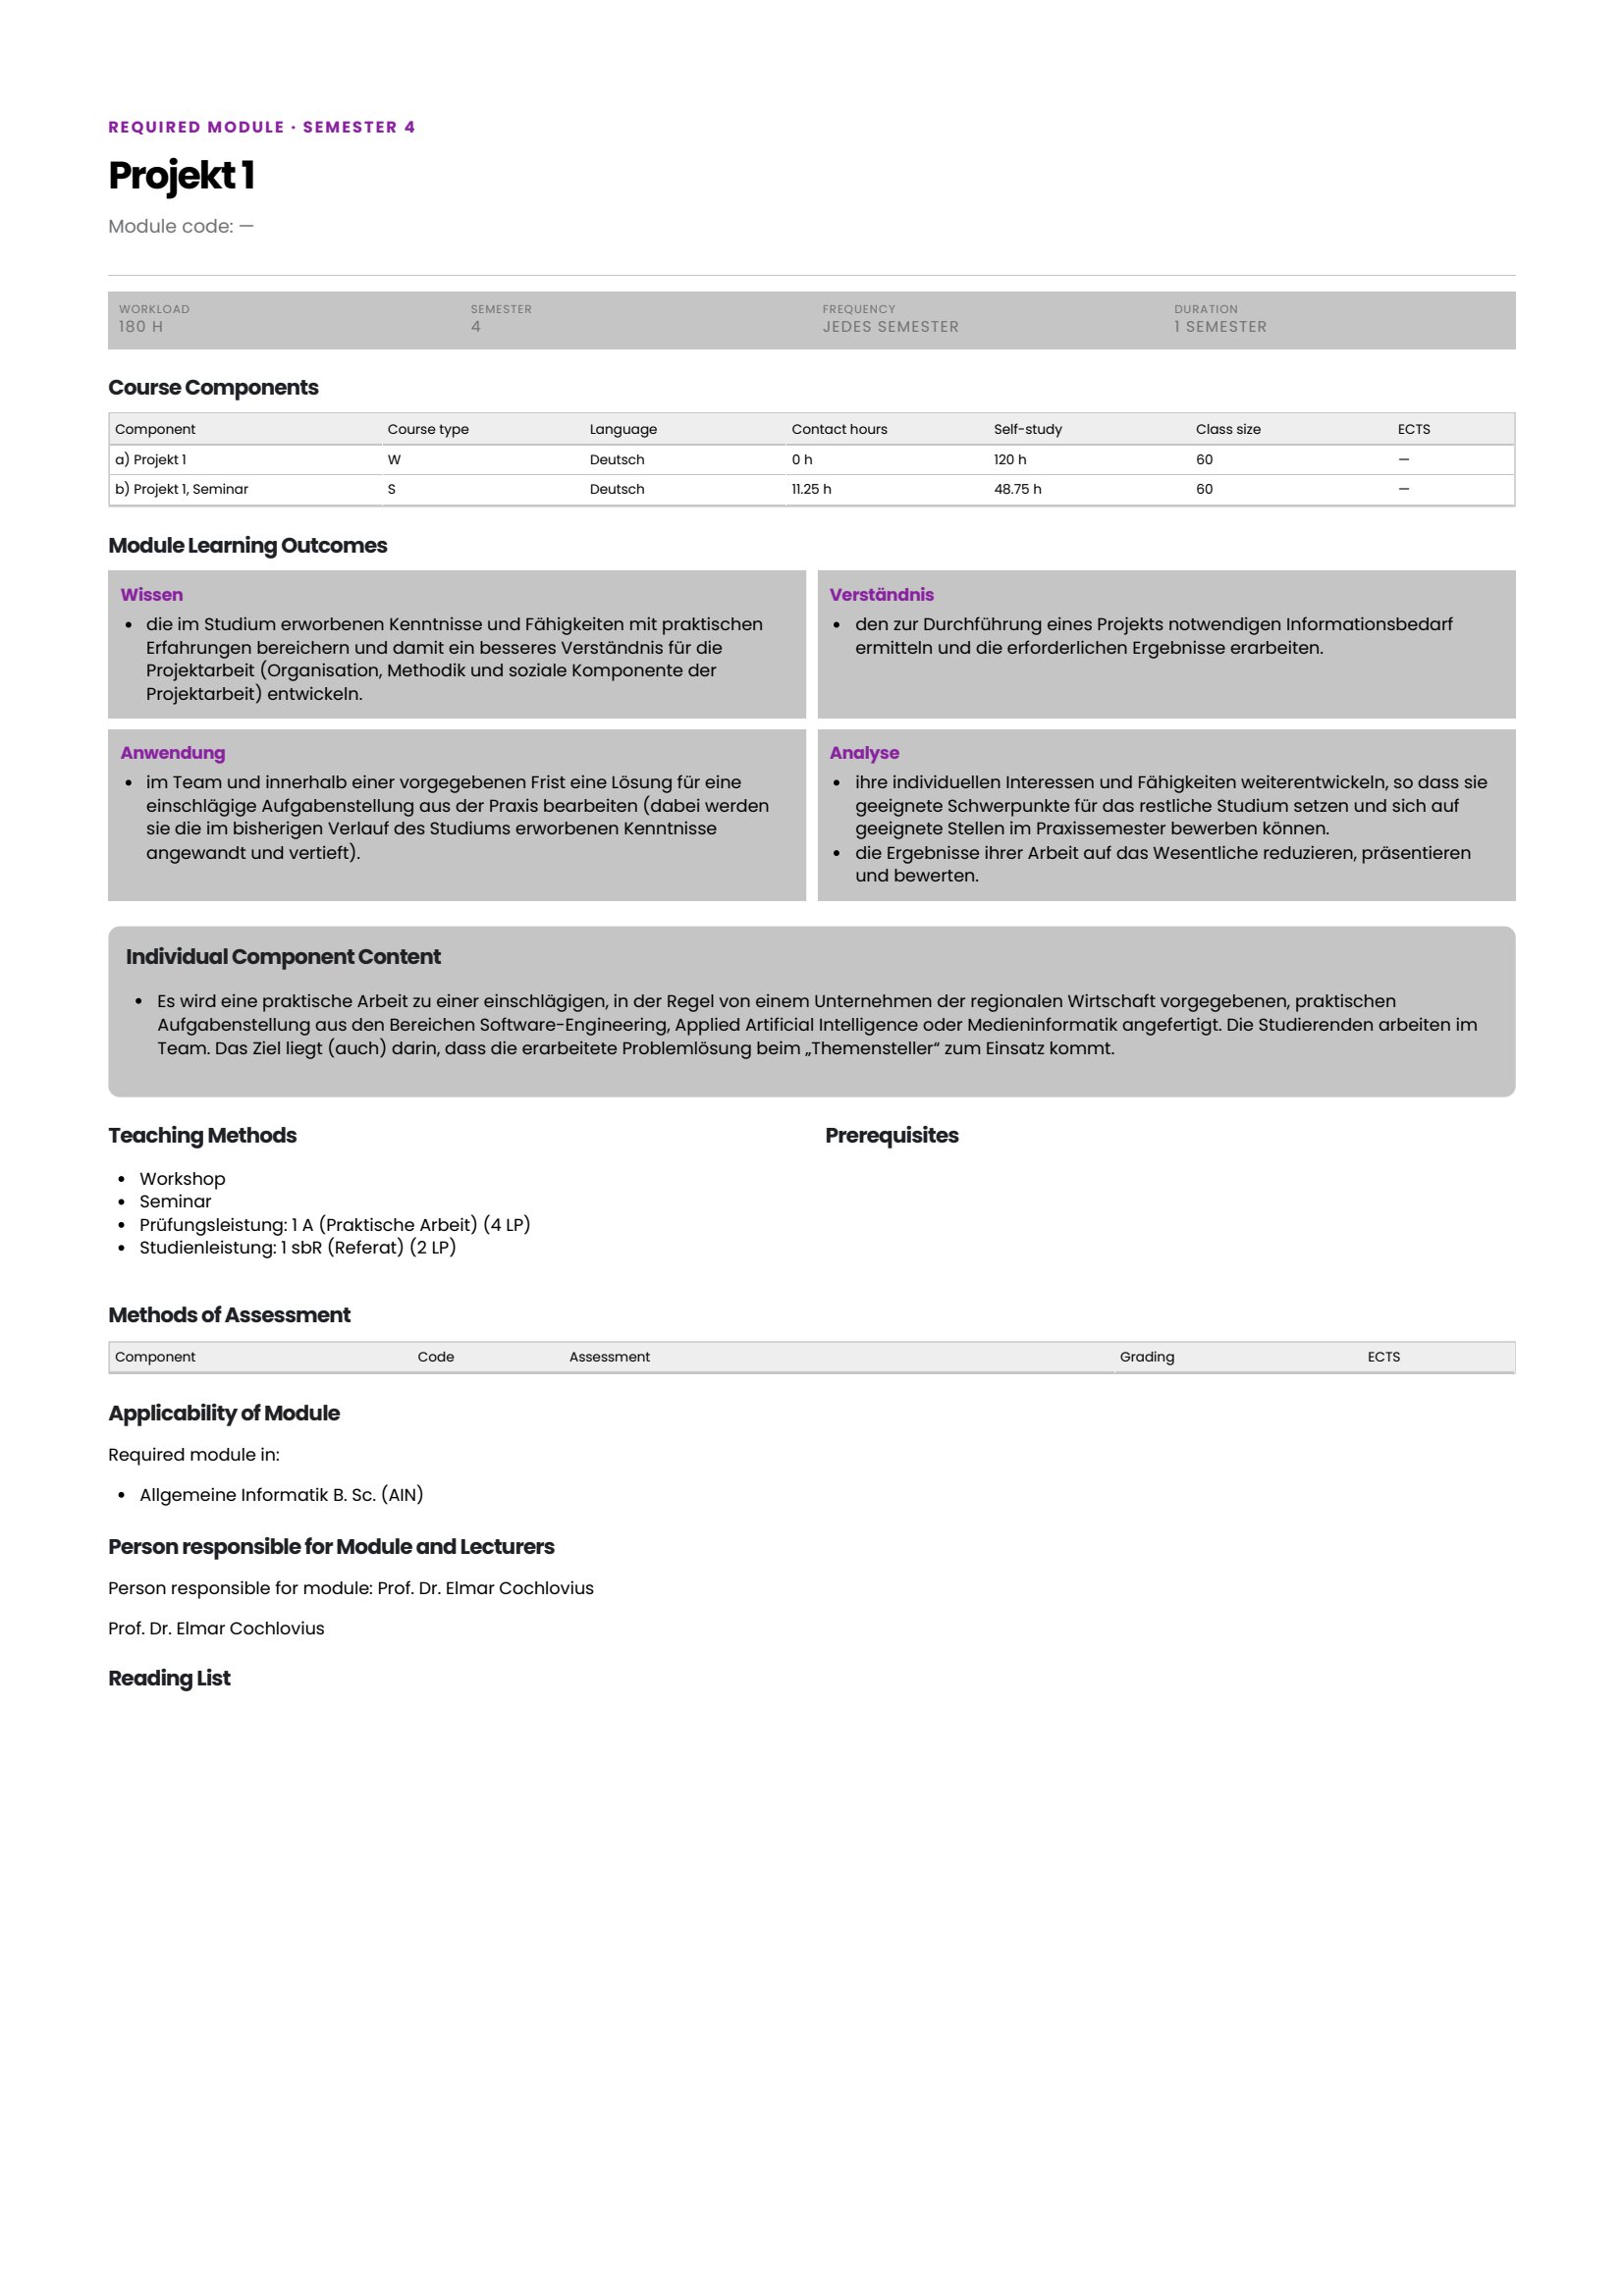 REQUIRED MODULE · SEMESTER 4
Projekt 1
Module code: —
WORKLOAD SEMESTER FREQUENCY DURATION
180 H 4 JEDES SEMESTER 1 SEMESTER
Course Components
Component Course type Language Contact hours Self-study Class size ECTS
a) Projekt 1 W Deutsch 0 h 120 h 60 —
b) Projekt 1, Seminar S Deutsch 11.25 h 48.75 h 60 —
Module Learning Outcomes
Wissen
• die im Studium erworbenen Kenntnisse und Fähigkeiten mit praktischen
Erfahrungen bereichern und damit ein besseres Verständnis für die
Projektarbeit (Organisation, Methodik und soziale Komponente der
Projektarbeit) entwickeln.
Verständnis
• den zur Durchführung eines Projekts notwendigen Informationsbedarf
ermitteln und die erforderlichen Ergebnisse erarbeiten.
Anwendung
• im Team und innerhalb einer vorgegebenen Frist eine Lösung für eine
einschlägige Aufgabenstellung aus der Praxis bearbeiten (dabei werden
sie die im bisherigen Verlauf des Studiums erworbenen Kenntnisse
angewandt und vertieft).
Analyse
• ihre individuellen Interessen und Fähigkeiten weiterentwickeln, so dass sie
geeignete Schwerpunkte für das restliche Studium setzen und sich auf
geeignete Stellen im Praxissemester bewerben können.
• die Ergebnisse ihrer Arbeit auf das Wesentliche reduzieren, präsentieren
und bewerten.
Individual Component Content
• Es wird eine praktische Arbeit zu einer einschlägigen, in der Regel von einem Unternehmen der regionalen Wirtschaft vorgegebenen, praktischen
Aufgabenstellung aus den Bereichen Software-Engineering, Applied Artificial Intelligence oder Medieninformatik angefertigt. Die Studierenden arbeiten im
Team. Das Ziel liegt (auch) darin, dass die erarbeitete Problemlösung beim „Themensteller“ zum Einsatz kommt.
Teaching Methods
• Workshop
• Seminar
• Prüfungsleistung: 1 A (Praktische Arbeit) (4 LP)
• Studienleistung: 1 sbR (Referat) (2 LP)
Prerequisites
Methods of Assessment
Component Code Assessment Grading ECTS
Applicability of Module
Required module in:
• Allgemeine Informatik B. Sc. (AIN)
Person responsible for Module and Lecturers
Person responsible for module: Prof. Dr. Elmar Cochlovius
Prof. Dr. Elmar Cochlovius
Reading List